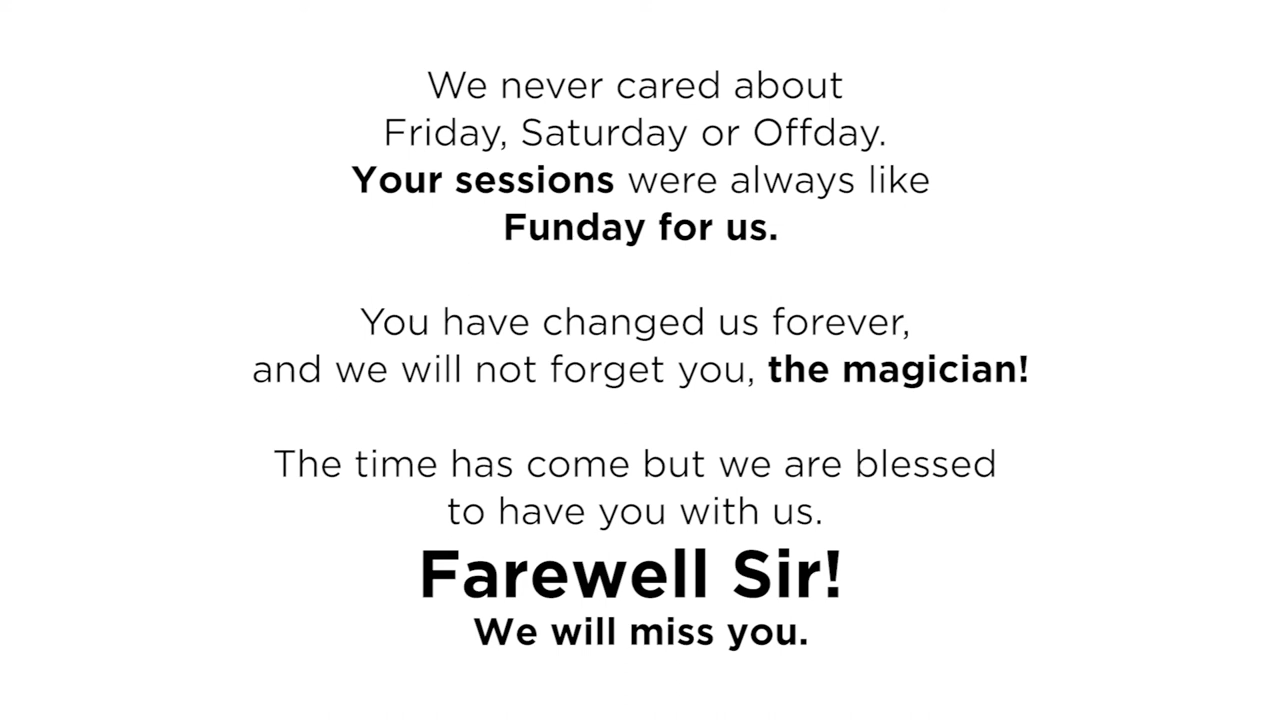 We never cared about
Friday, Saturday or Offday.
Your sessions were always like
Funday for us.
You have changed us forever,
and we will not forget you, the magician!
The time has come but we are blessed
to have you with us.
Farewell Sir!
We will miss you.